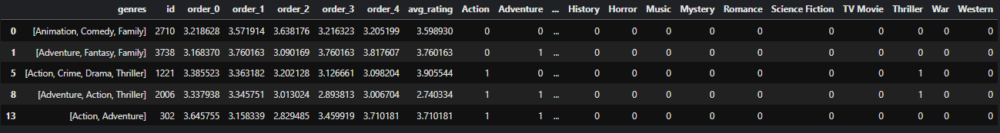 genres id order_0 order_1 order_2 order_3 order_4 avg_rating Action Adventure ... History Horror Music Mystery Romance Science Fiction TV Movie Thriller War Western
0 [Animation, Comedy, Family] 2710 3.218628 3.571914 3.638176 3.216323 3.205199 3.598930 0 0 ... 0 0 0 0 0 0 0 0 0 0
1 [Adventure, Fantasy, Family] 3738 3.168370 3.760163 3.090169 3.760163 3.817607 3.760163 0 1 ... 0 0 0 0 0 0 0 0 0 0
5 [Action, Crime, Drama, Thriller] 1221 3.385523 3.363182 3.202128 3.126661 3.098204 3.905544 1 0 ... 0 0 0 0 0 0 0 1 0 0
8 [Adventure, Action, Thriller] 2006 3.337938 3.345751 3.013024 2.893813 3.006704 2.740334 1 1 ... 0 0 0 0 0 0 0 1 0 0
13 [Action, Adventure] 302 3.645755 3.158339 2.829485 3.459919 3.710181 3.710181 1 1 ... 0 0 0 0 0 0 0 0 0 0